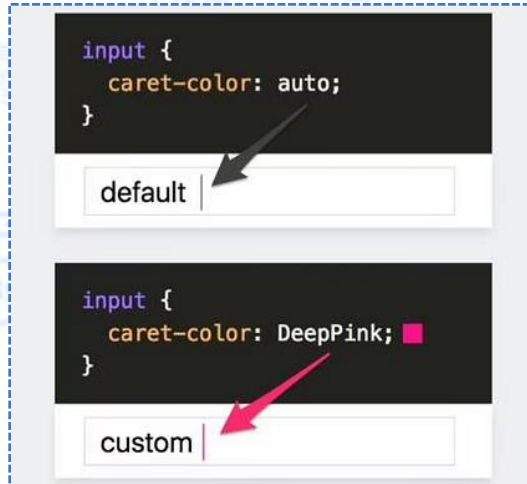 input {
caret-color: auto;
}
default
input {
caret-color: DeepPink;
}
custom